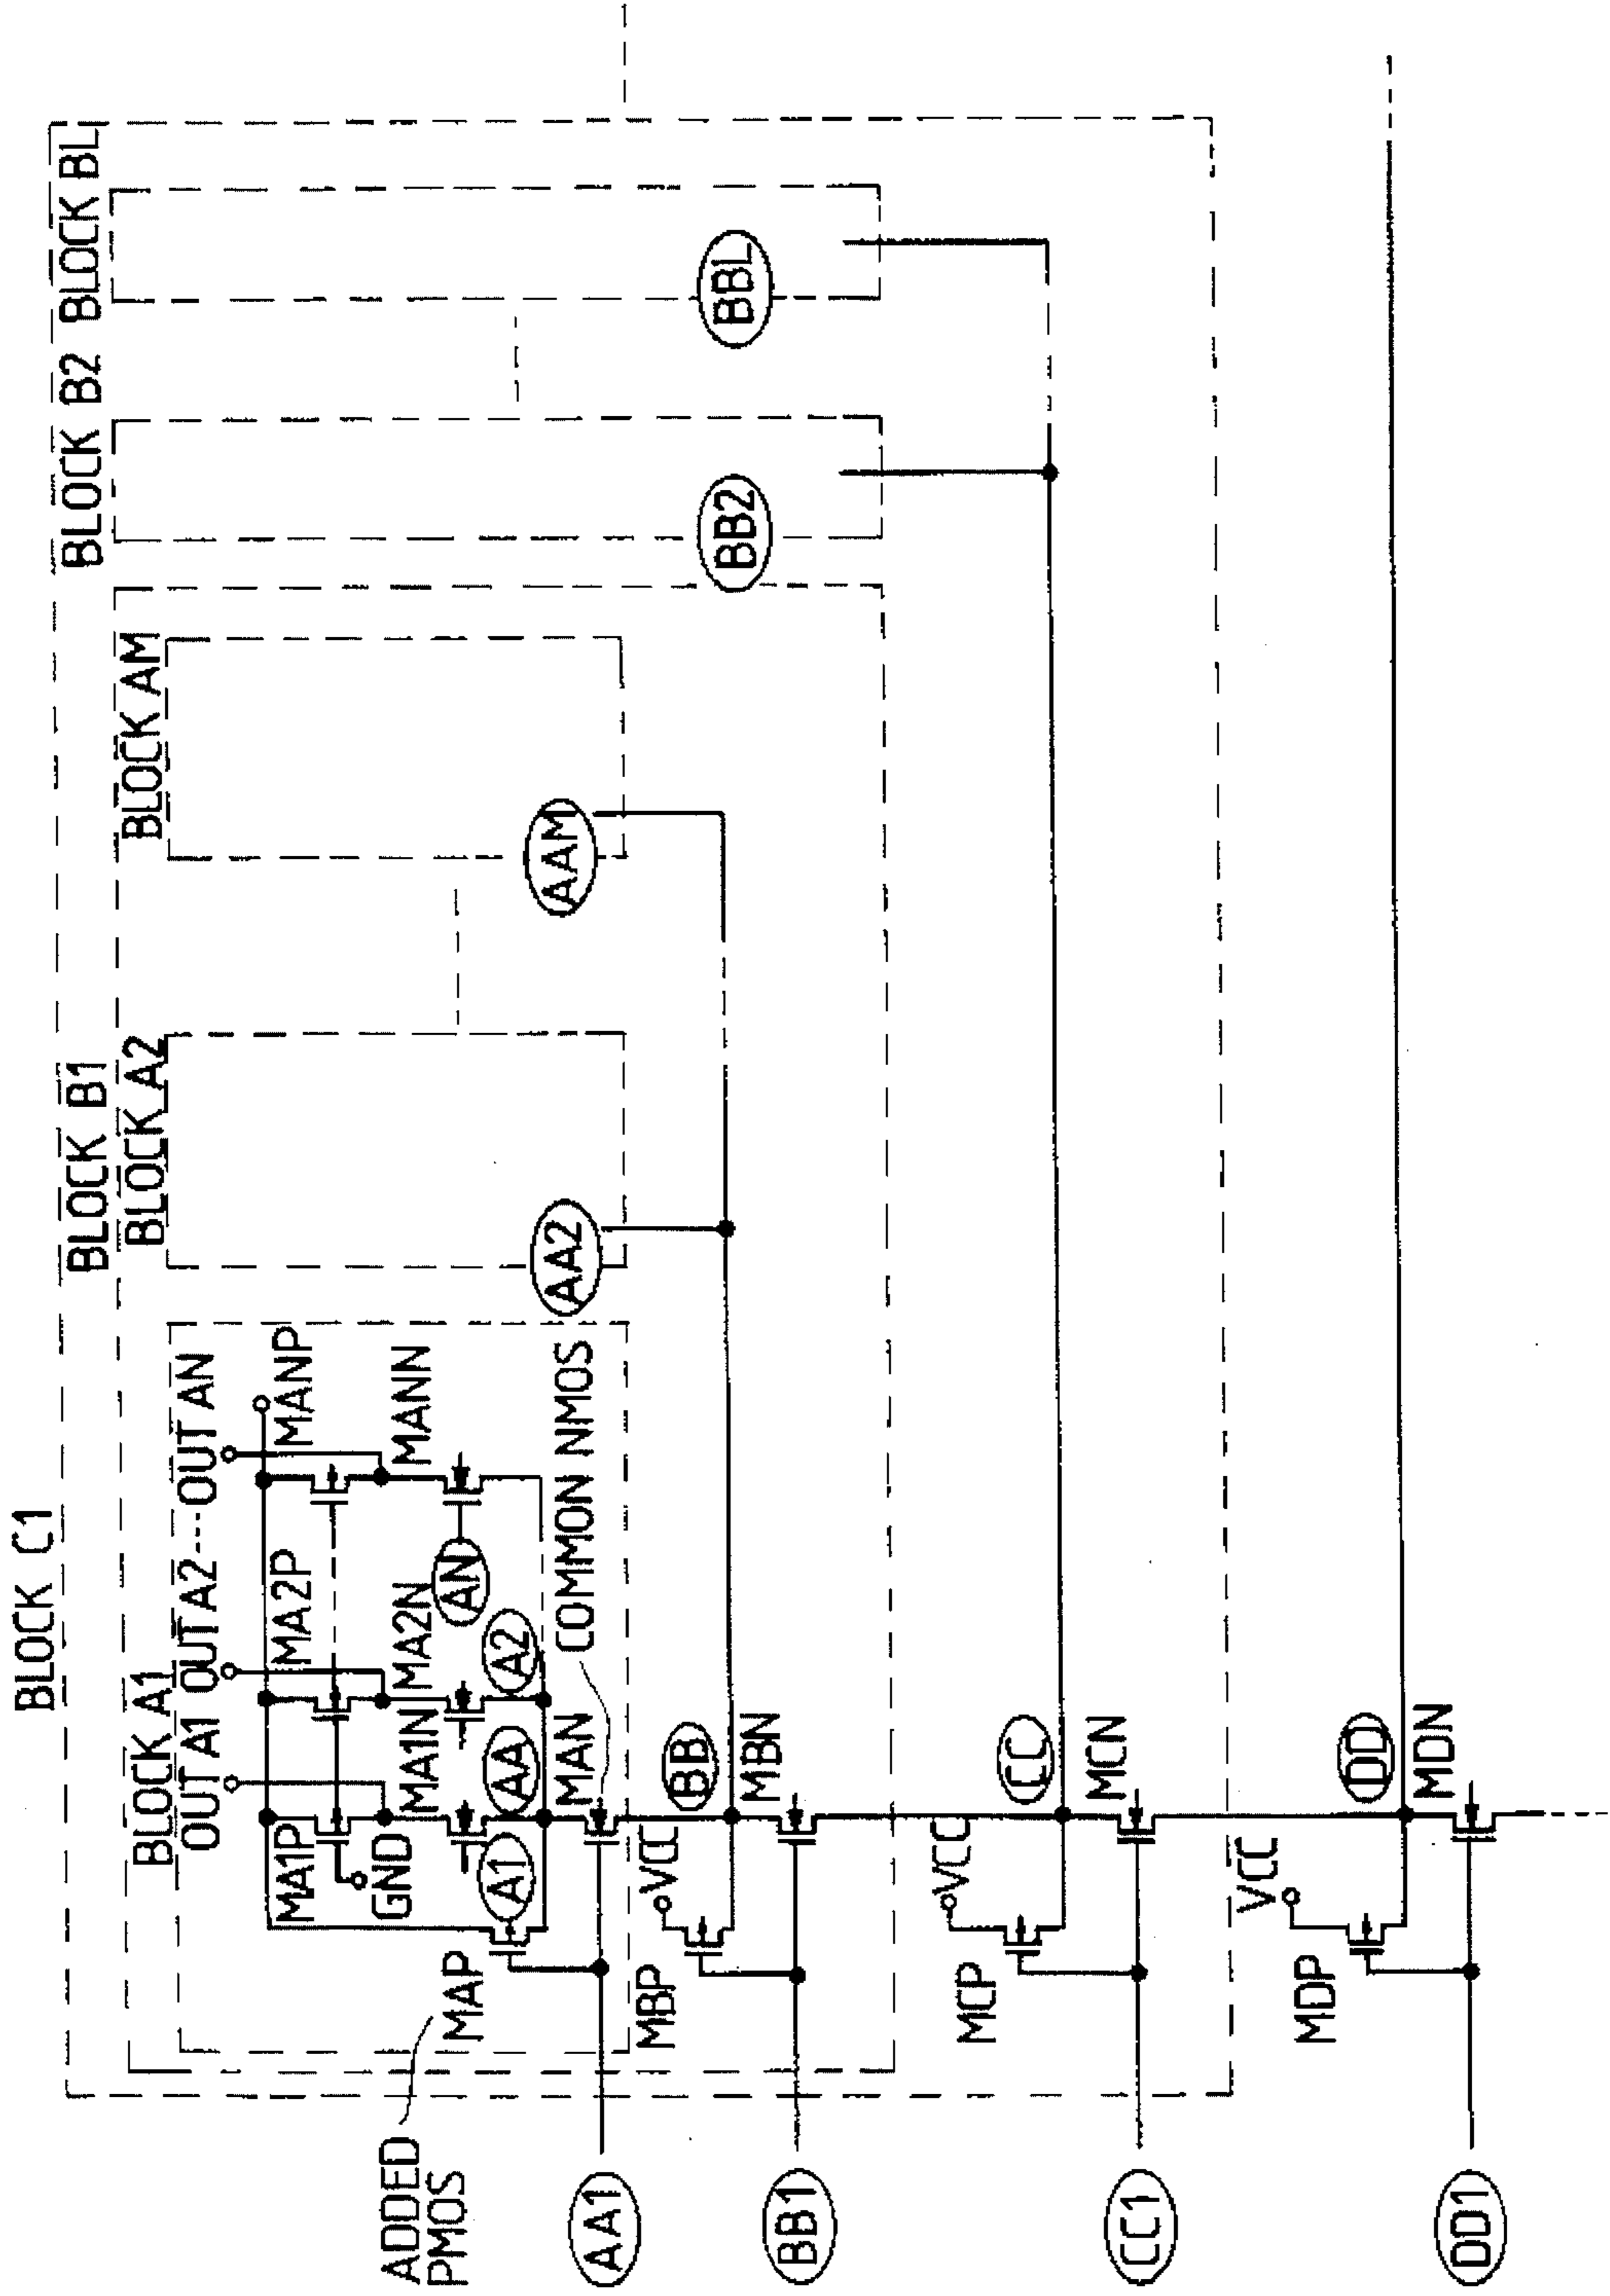 BLOCK C1
BLOCK B1
BLOCK B2
BLOCK BL
BLOCK A1
BLOCK A2
BLOCK AM
OUT A1
OUT A2
OUT AN
MA1P
MA2P
MANP
GND
MA1N
MA2N
MANN
A1
AA
A2
AN
MAP
MAN
COMMON NMOS
ADDED
PMOS
AA1
AA2
AAM
MBP
VCC
BB
MBN
BB1
BB2
BBL
MCP
VCC
CC
MCN
CC1
MDP
VCC
DD
MDN
DD1